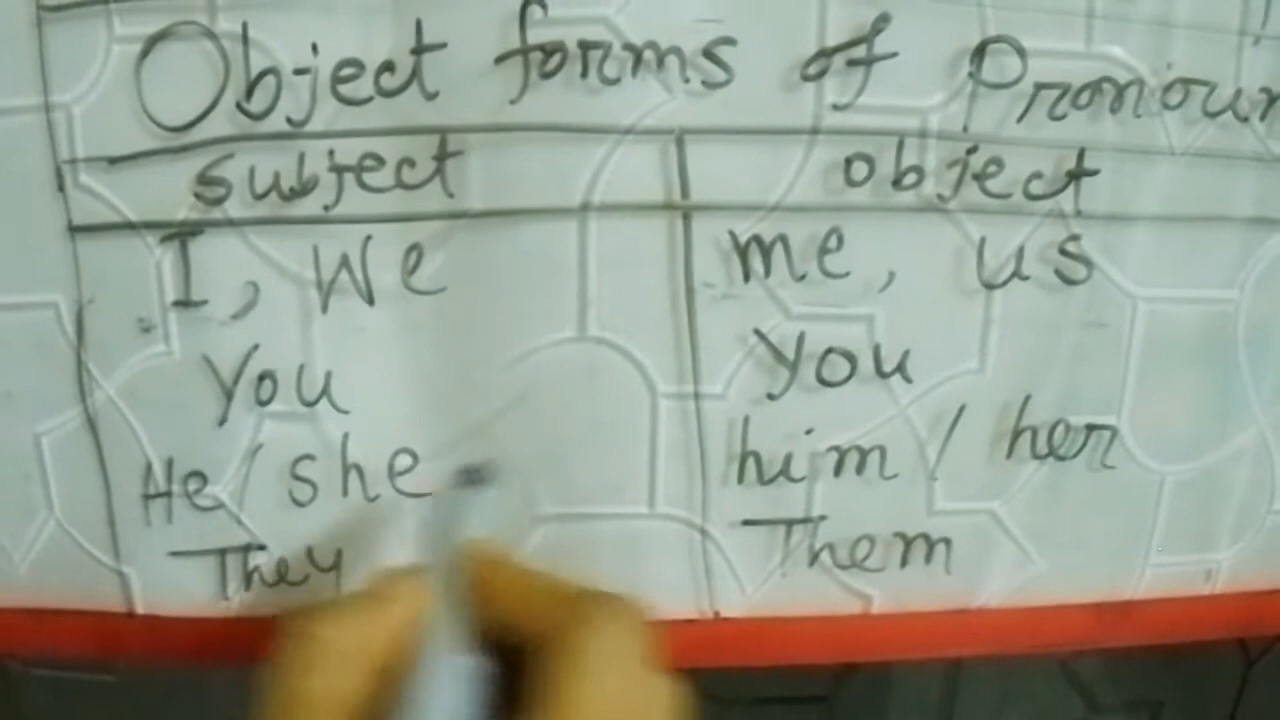 Object forms of Pronoun
subject object
I, We me, us
You you
He/she him / her
They Them